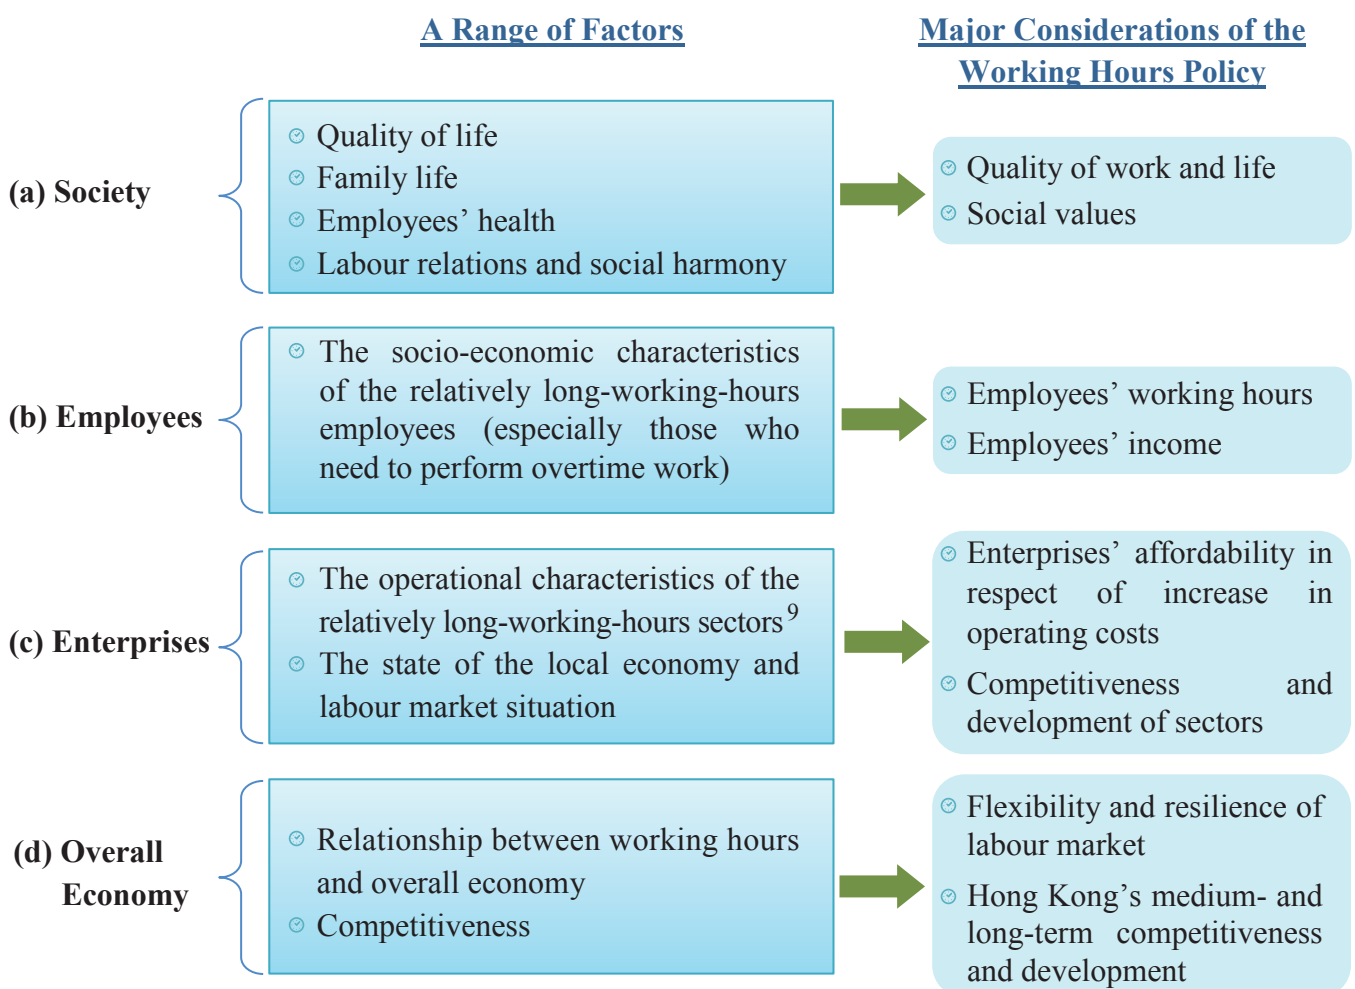 A Range of Factors
Major Considerations of the
Working Hours Policy
(a) Society
Quality of life
Family life
Employees’ health
Labour relations and social harmony
Quality of work and life
Social values
(b) Employees
The socio-economic characteristics
of the relatively long-working-hours
employees (especially those who
need to perform overtime work)
Employees’ working hours
Employees’ income
(c) Enterprises
The operational characteristics of the
relatively long-working-hours sectors9
The state of the local economy and
labour market situation
Enterprises’ affordability in
respect of increase in
operating costs
Competitiveness and
development of sectors
(d) Overall
Economy
Relationship between working hours
and overall economy
Competitiveness
Flexibility and resilience of
labour market
Hong Kong’s medium- and
long-term competitiveness
and development